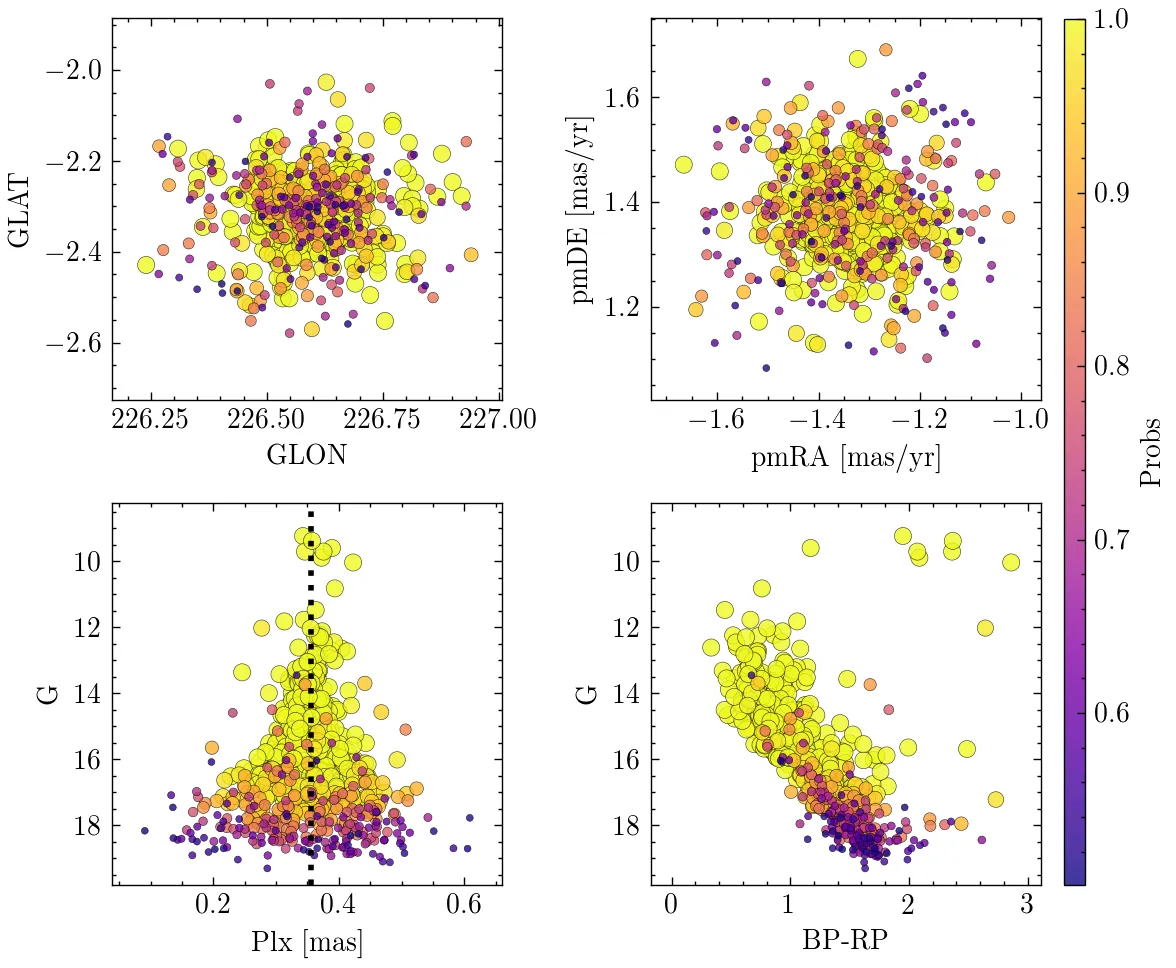 −2.0
−2.2
−2.4
−2.6
GLAT
226.25 226.50 226.75 227.00
GLON
1.6
1.4
1.2
pmDE [mas/yr]
−1.6 −1.4 −1.2 −1.0
pmRA [mas/yr]
1.0
0.9
0.8
0.7
0.6
Probs
10
12
14
16
18
G
0.2 0.4 0.6
Plx [mas]
10
12
14
16
18
G
0 1 2 3
BP-RP